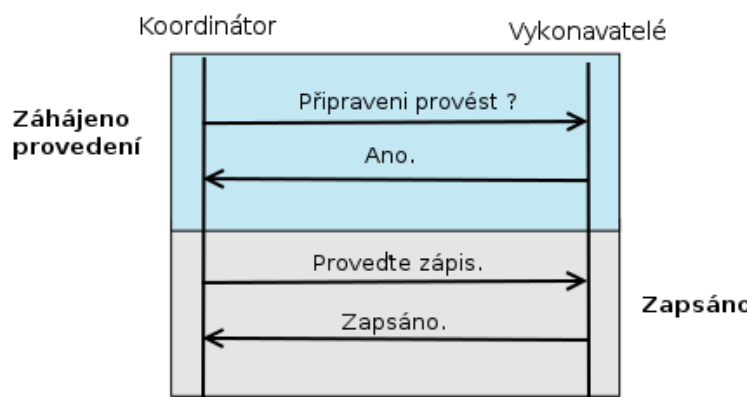 Koordinátor
Vykonavatelé
Připraveni provést ?
Záhájeno
provedení
Ano.
Proveďte zápis.
Zapsáno
Zapsáno.